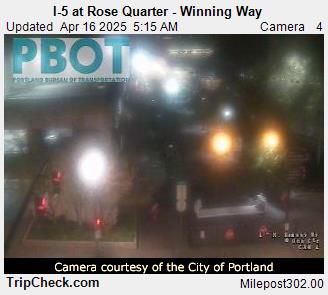 I-5 at Rose Quarter - Winning Way
Updated Apr 16 2025 5:15 AM Camera 4
PBOT
PORTLAND BUREAU OF TRANSPORTATION
Camera courtesy of the City of Portland
TripCheck.com Milepost302.00